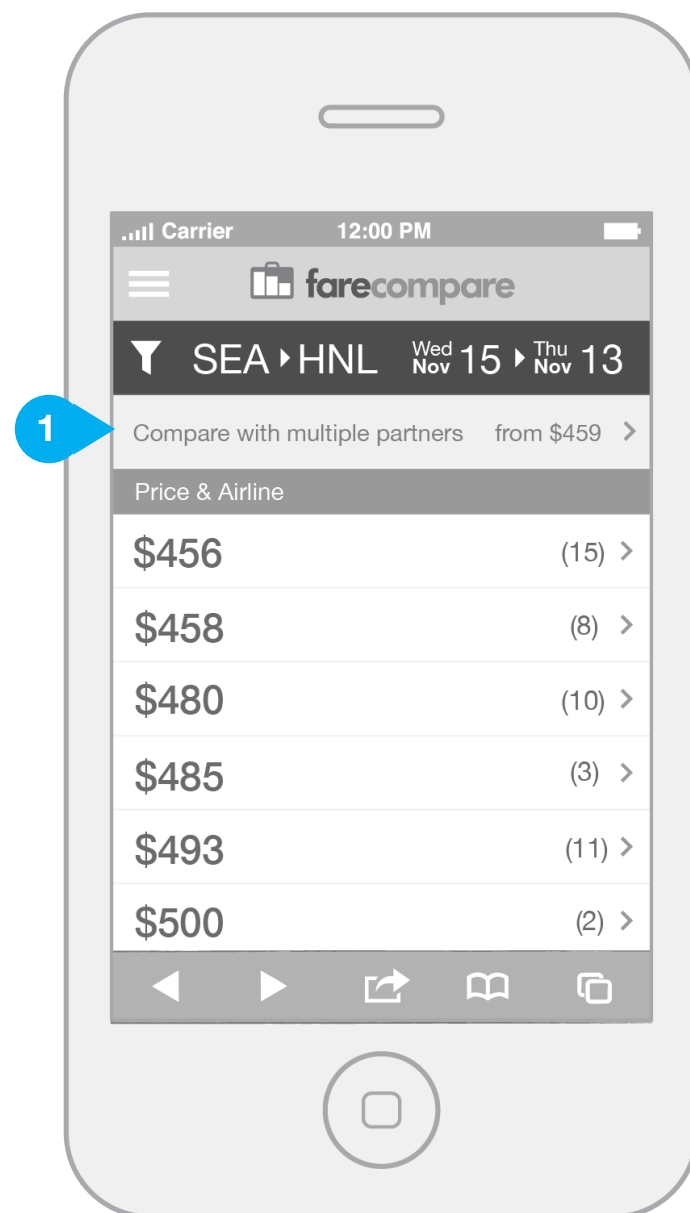 Carrier 12:00 PM
farecompare
SEA HNL Wed Nov 15 Thu Nov 13
1
Compare with multiple partners from $459
Price & Airline
$456 (15)
$458 (8)
$480 (10)
$485 (3)
$493 (11)
$500 (2)